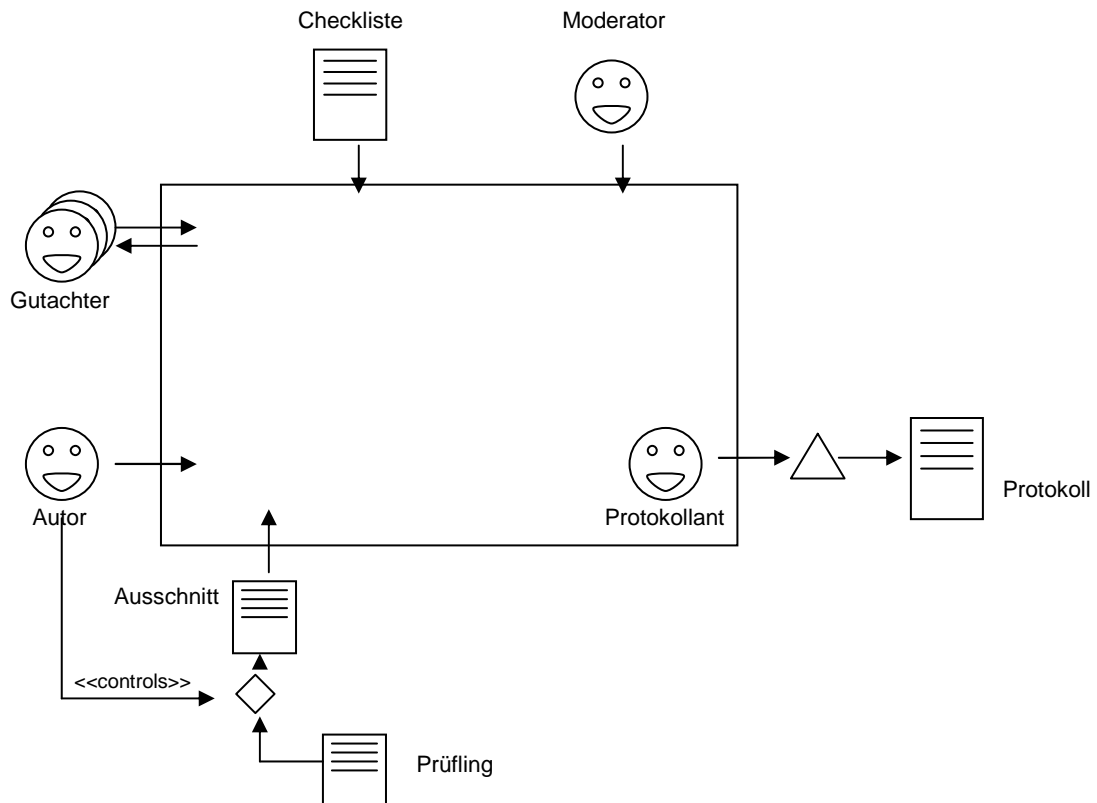 Checkliste
Moderator
Gutachter
Autor
Protokollant
Protokoll
Ausschnitt
<<controls>>
Prüfling